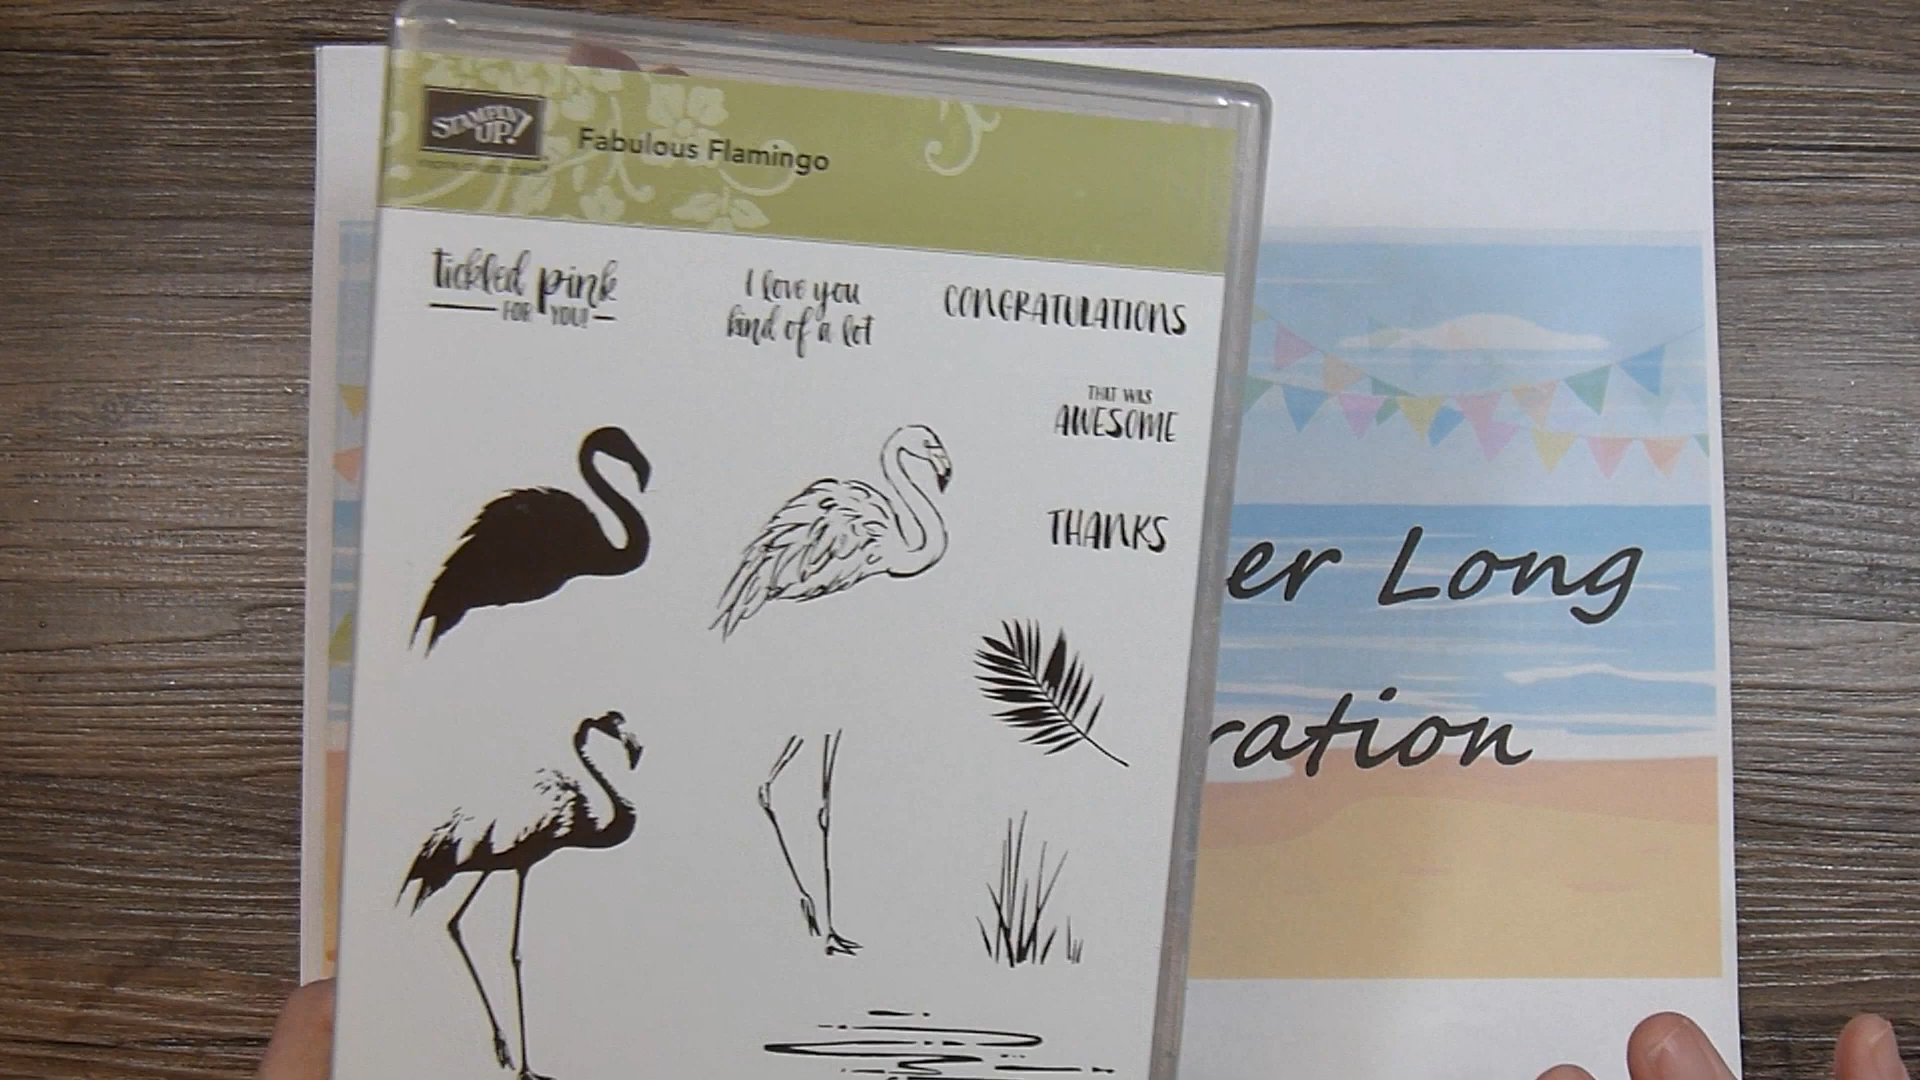 STAMPIN' UP!
Fabulous Flamingo
tickled pink
FOR YOU!
I love you
kind of a lot
CONGRATULATIONS
THAT WAS
AWESOME
THANKS
er Long
ration